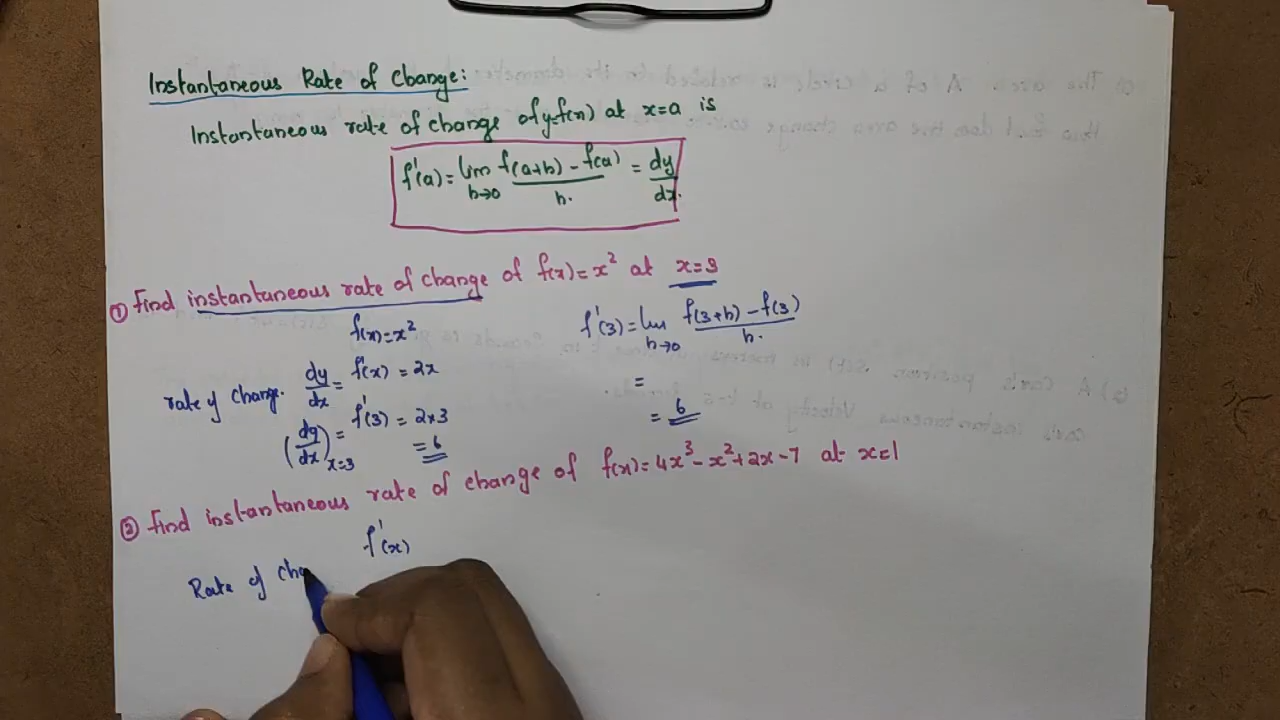 Instantaneous Rate of Change:
Instantaneous rate of change of y=f(x) at x=a is
f'(a) = lim h→0 f(a+h) - f(a) / h. = dy/dx.
① Find instantaneous rate of change of f(x) = x² at x=3
f(x) = x²
rate of change. dy/dx = f'(x) = 2x
(dy/dx) x=3 = f'(3) = 2×3
= 6
f'(3) = lim h→0 f(3+h) - f(3) / h.
=
= 6
② Find instantaneous rate of change of f(x) = 4x³ - x² + 2x - 7 at x=1
f'(x)
Rate of cha